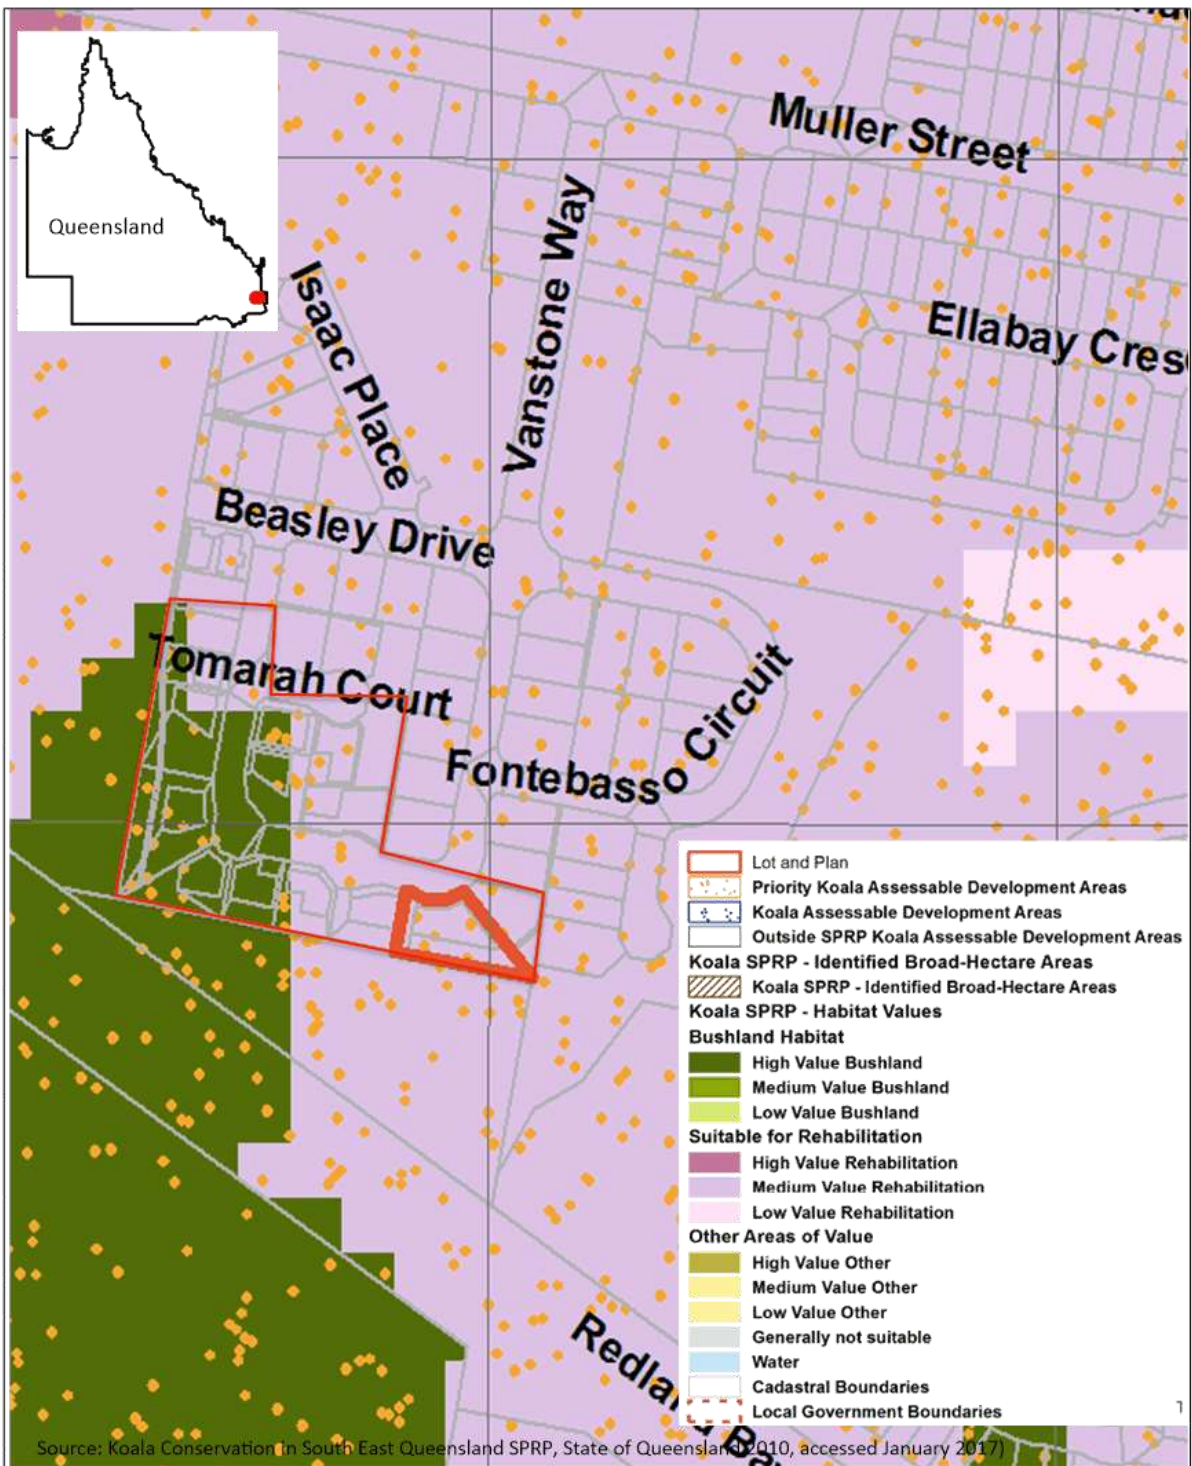 Muller Street
Queensland
Vanstone Way
Isaac Place
Ellabay Cres
Beasley Drive
Tomarah Court
Fontebasso Circuit
Lot and Plan
Priority Koala Assessable Development Areas
Koala Assessable Development Areas
Outside SPRP Koala Assessable Development Areas
Koala SPRP - Identified Broad-Hectare Areas
Koala SPRP - Identified Broad-Hectare Areas
Koala SPRP - Habitat Values
Bushland Habitat
High Value Bushland
Medium Value Bushland
Low Value Bushland
Suitable for Rehabilitation
High Value Rehabilitation
Medium Value Rehabilitation
Low Value Rehabilitation
Other Areas of Value
High Value Other
Medium Value Other
Low Value Other
Generally not suitable
Water
Cadastral Boundaries
Local Government Boundaries
Redland Bay
Source: Koala Conservation in South East Queensland SPRP, State of Queensland 2010, accessed January 2017)